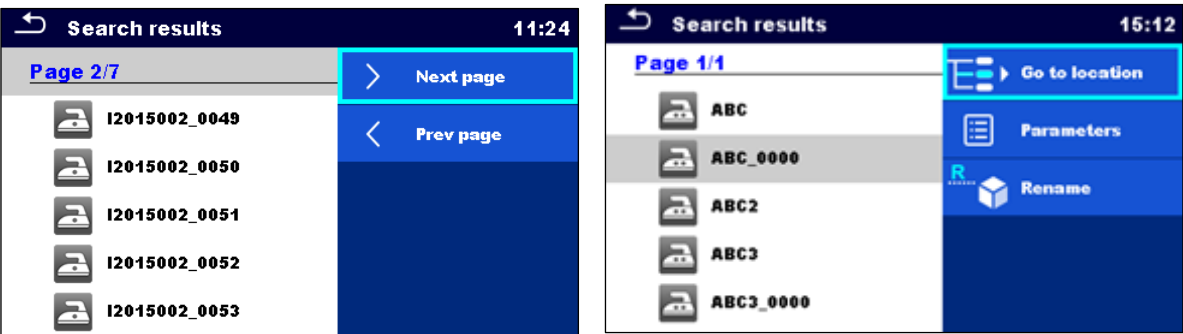 Search results 11:24
Page 2/7
I2015002_0049
I2015002_0050
I2015002_0051
I2015002_0052
I2015002_0053
Next page
Prev page
Search results 15:12
Page 1/1
ABC
ABC_0000
ABC2
ABC3
ABC3_0000
Go to location
Parameters
R
Rename